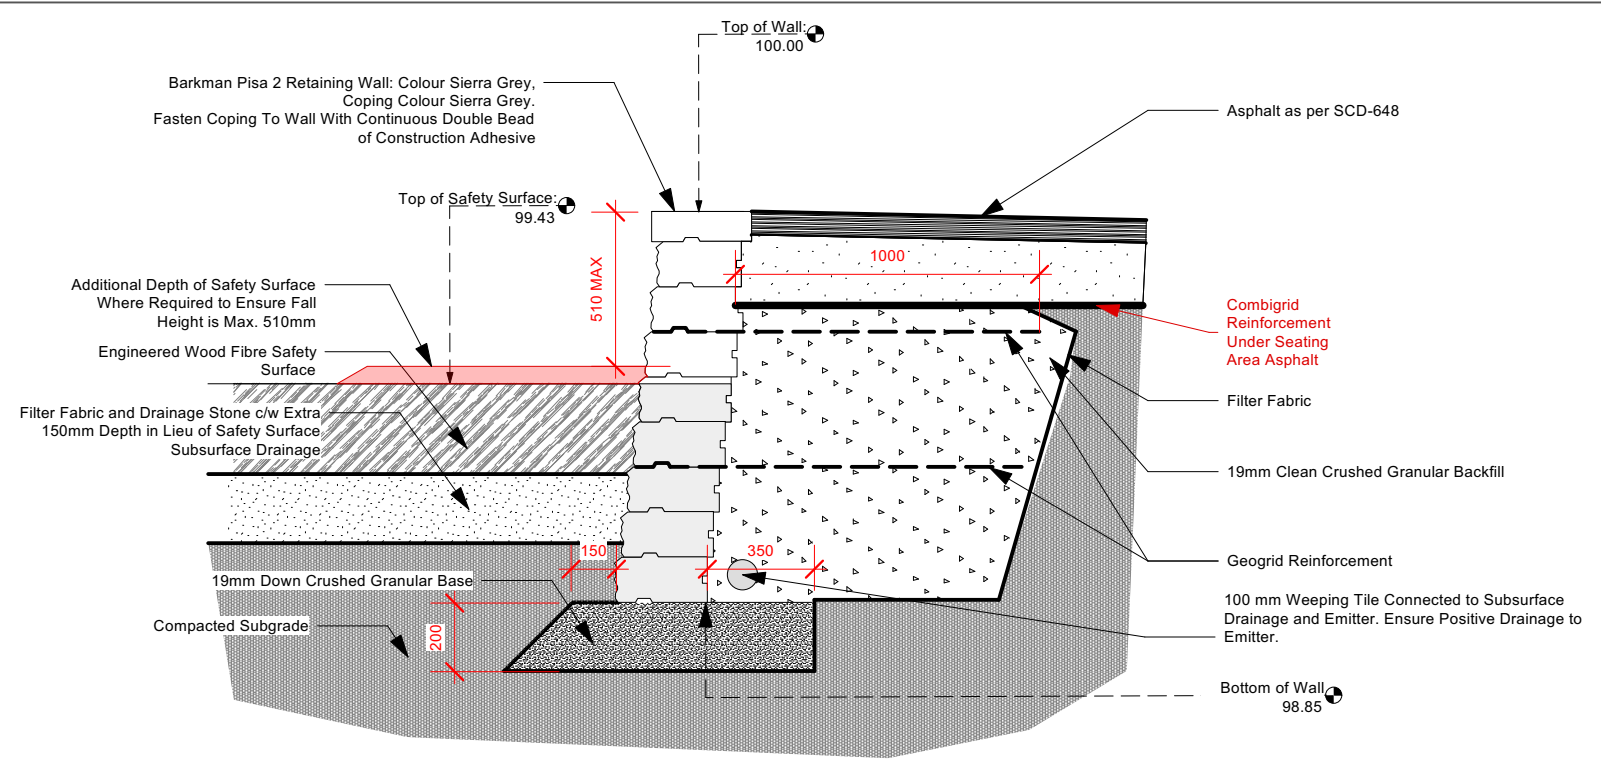 Top of Wall:
100.00
Barkman Pisa 2 Retaining Wall: Colour Sierra Grey,
Coping Colour Sierra Grey.
Fasten Coping To Wall With Continuous Double Bead
of Construction Adhesive
Asphalt as per SCD-648
Top of Safety Surface:
99.43
510 MAX
1000
Additional Depth of Safety Surface
Where Required to Ensure Fall
Height is Max. 510mm
Combigrid
Reinforcement
Under Seating
Area Asphalt
Engineered Wood Fibre Safety
Surface
Filter Fabric
Filter Fabric and Drainage Stone c/w Extra
150mm Depth in Lieu of Safety Surface
Subsurface Drainage
19mm Clean Crushed Granular Backfill
150
350
Geogrid Reinforcement
19mm Down Crushed Granular Base
100 mm Weeping Tile Connected to Subsurface
Drainage and Emitter. Ensure Positive Drainage to
Emitter.
Compacted Subgrade
200
Bottom of Wall
98.85